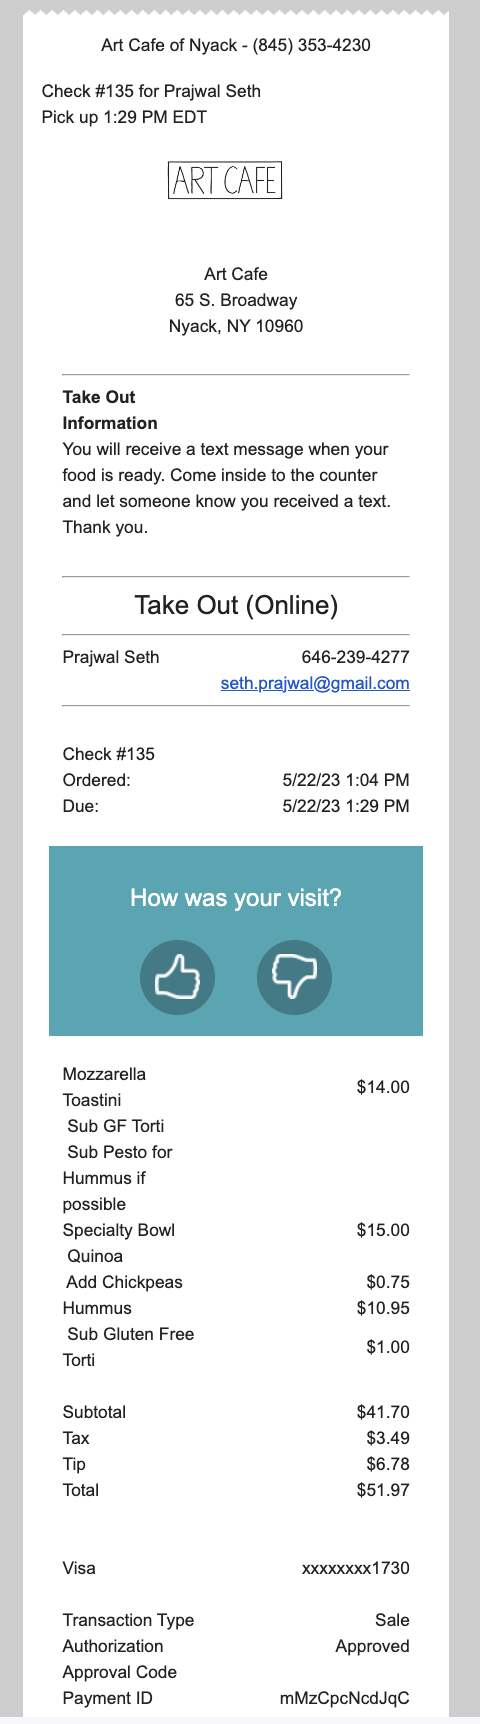 Art Cafe of Nyack - (845) 353-4230
Check #135 for Prajwal Seth
Pick up 1:29 PM EDT
ART CAFE
Art Cafe
65 S. Broadway
Nyack, NY 10960
Take Out
Information
You will receive a text message when your
food is ready. Come inside to the counter
and let someone know you received a text.
Thank you.
Take Out (Online)
Prajwal Seth 646-239-4277
seth.prajwal@gmail.com
Check #135
Ordered: 5/22/23 1:04 PM
Due: 5/22/23 1:29 PM
How was your visit?
Mozzarella
Toastini $14.00
Sub GF Torti
Sub Pesto for
Hummus if
possible
Specialty Bowl $15.00
Quinoa
Add Chickpeas $0.75
Hummus $10.95
Sub Gluten Free
Torti $1.00
Subtotal $41.70
Tax $3.49
Tip $6.78
Total $51.97
Visa xxxxxxxx1730
Transaction Type Sale
Authorization Approved
Approval Code
Payment ID mMzCpcNcdJqC